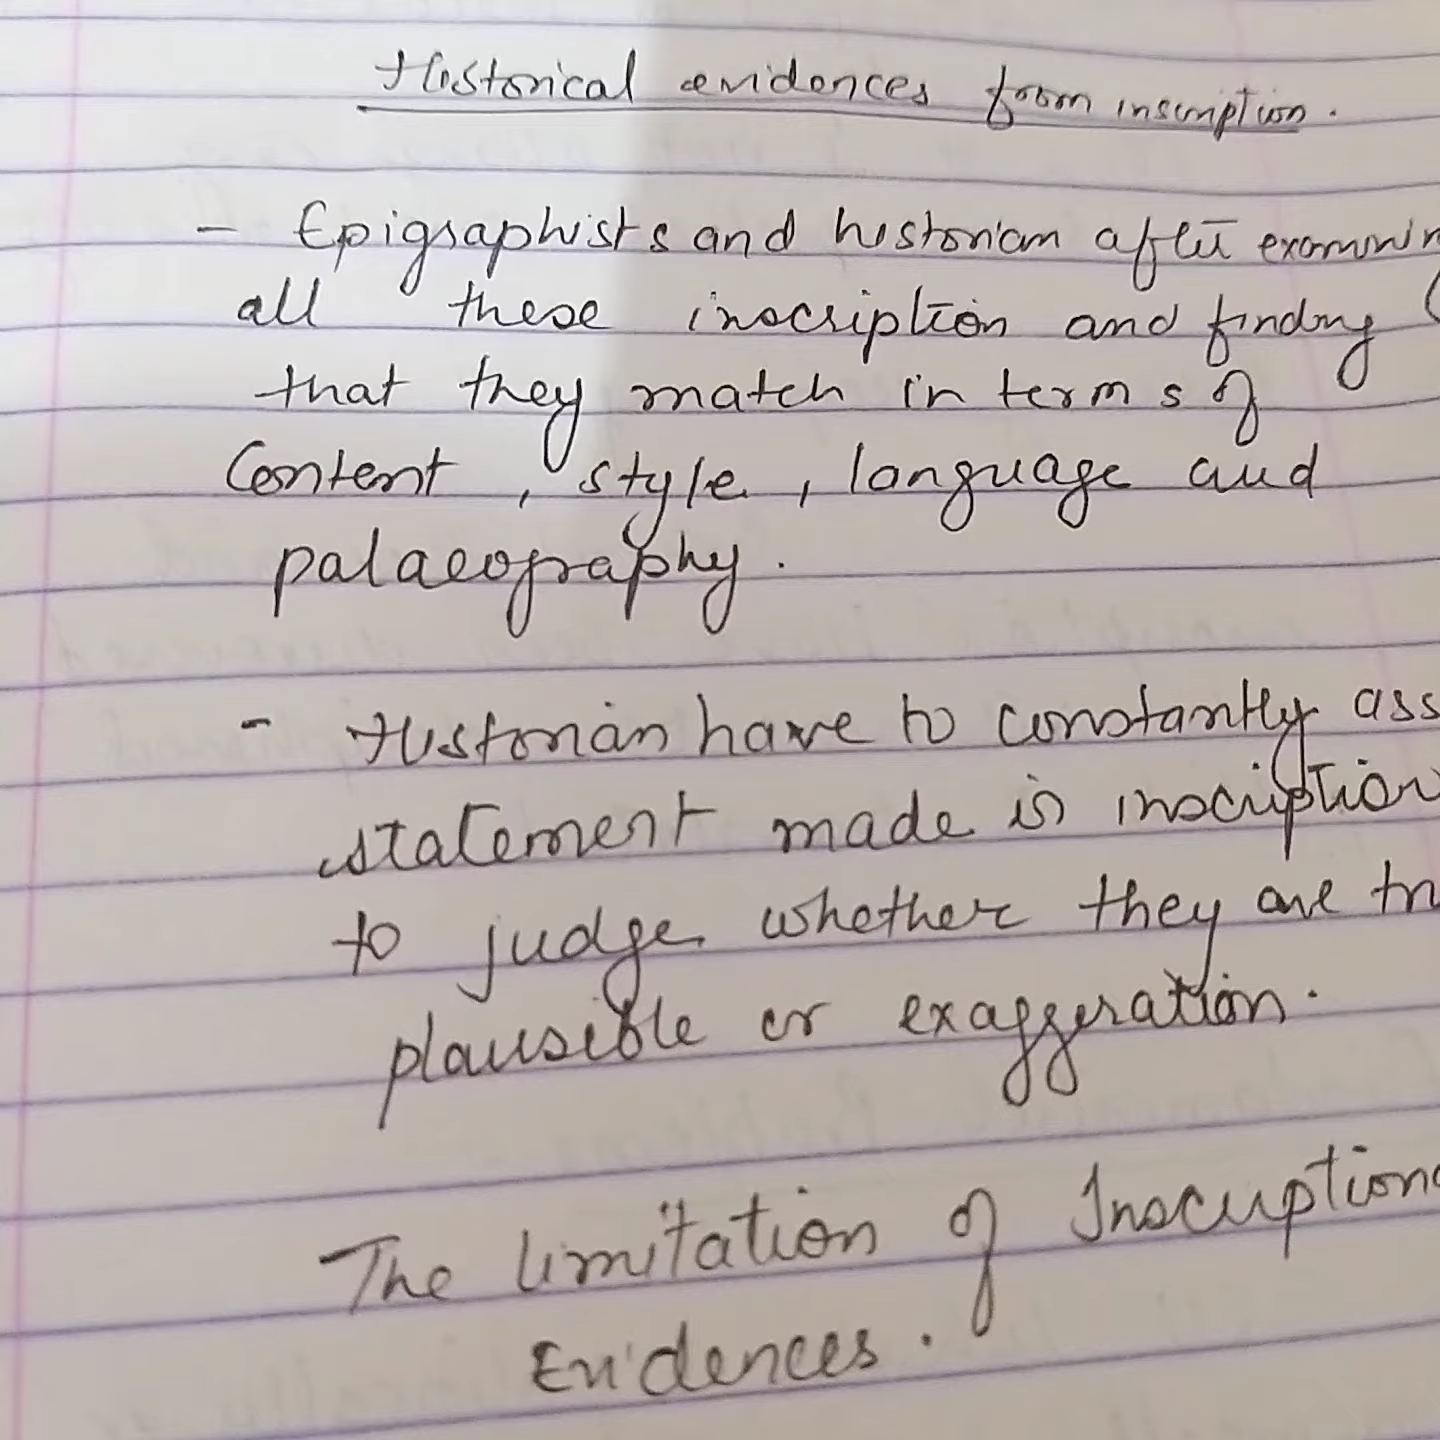 Historical evidences from inscription.
- Epigraphists and historian after examinin
all these inscription and finding (
that they match in terms of
Content, style, language and
palaeography.
- Historian have to constantly ass
statement made is inscription
to judge whether they are tr
plausible or exaggeration.
The limitation of Inscription
Evidences.